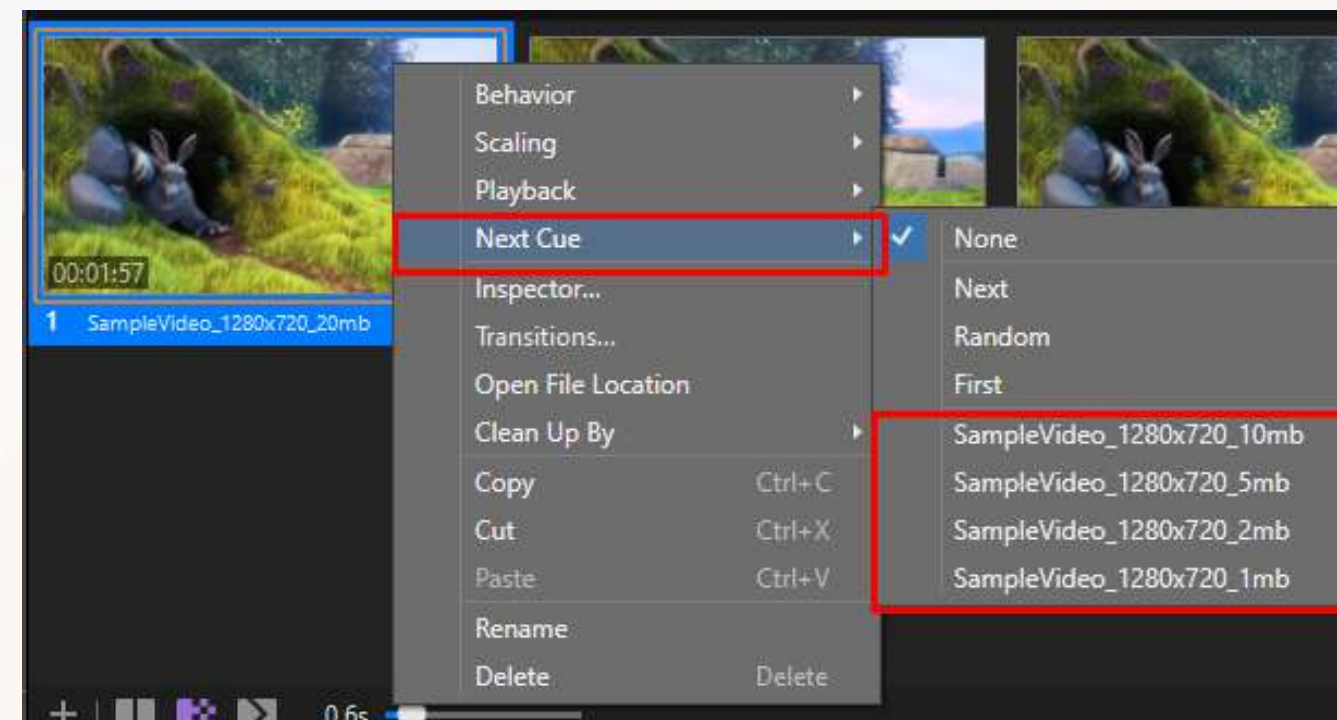 Behavior
Scaling
Playback
Next Cue
Inspector...
Transitions...
Open File Location
Clean Up By
Copy Ctrl+C
Cut Ctrl+X
Paste Ctrl+V
Rename
Delete Delete
None
Next
Random
First
SampleVideo_1280x720_10mb
SampleVideo_1280x720_5mb
SampleVideo_1280x720_2mb
SampleVideo_1280x720_1mb
00:01:57
1 SampleVideo_1280x720_20mb
0.6s